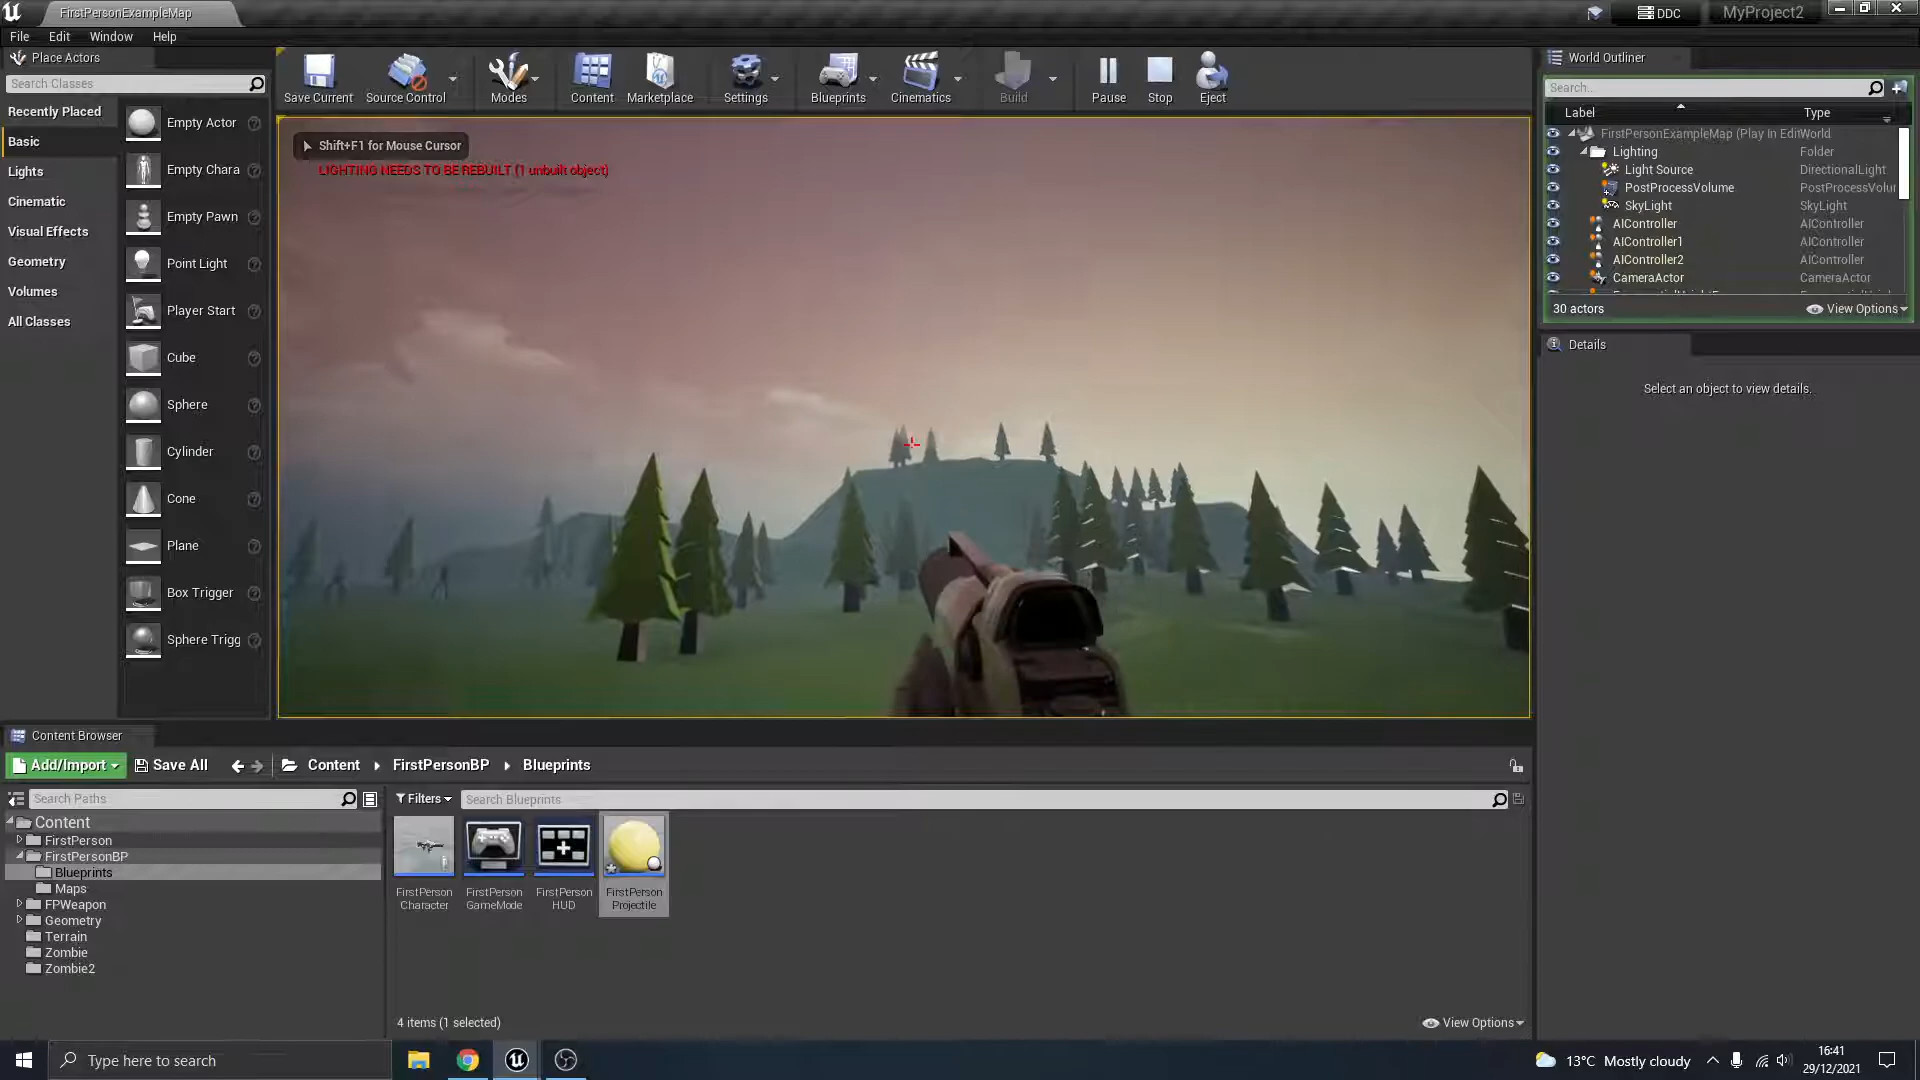 FirstPersonExampleMap
DDC
MyProject2
File
Edit
Window
Help
Place Actors
Search Classes
Recently Placed
Basic
Lights
Cinematic
Visual Effects
Geometry
Volumes
All Classes
Empty Actor
Empty Chara
Empty Pawn
Point Light
Player Start
Cube
Sphere
Cylinder
Cone
Plane
Box Trigger
Sphere Trigg
Save Current
Source Control
Modes
Content
Marketplace
Settings
Blueprints
Cinematics
Build
Pause
Stop
Eject
Shift+F1 for Mouse Cursor
LIGHTING NEEDS TO BE REBUILT (1 unbuilt object)
World Outliner
Search...
Label Type
FirstPersonExampleMap (Play In Edit World
Lighting Folder
Light Source DirectionalLight
PostProcessVolume PostProcessVolu
SkyLight SkyLight
AIController AIController
AIController1 AIController
AIController2 AIController
CameraActor CameraActor
30 actors
View Options
Details
Select an object to view details.
Content Browser
Add/Import
Save All
Content
FirstPersonBP
Blueprints
Search Paths
Filters
Search Blueprints
Content
FirstPerson
FirstPersonBP
Blueprints
Maps
FPWeapon
Geometry
Terrain
Zombie
Zombie2
FirstPerson
Character
FirstPerson
GameMode
FirstPerson
HUD
FirstPerson
Projectile
4 items (1 selected)
View Options
Type here to search
13°C Mostly cloudy
16:41
29/12/2021